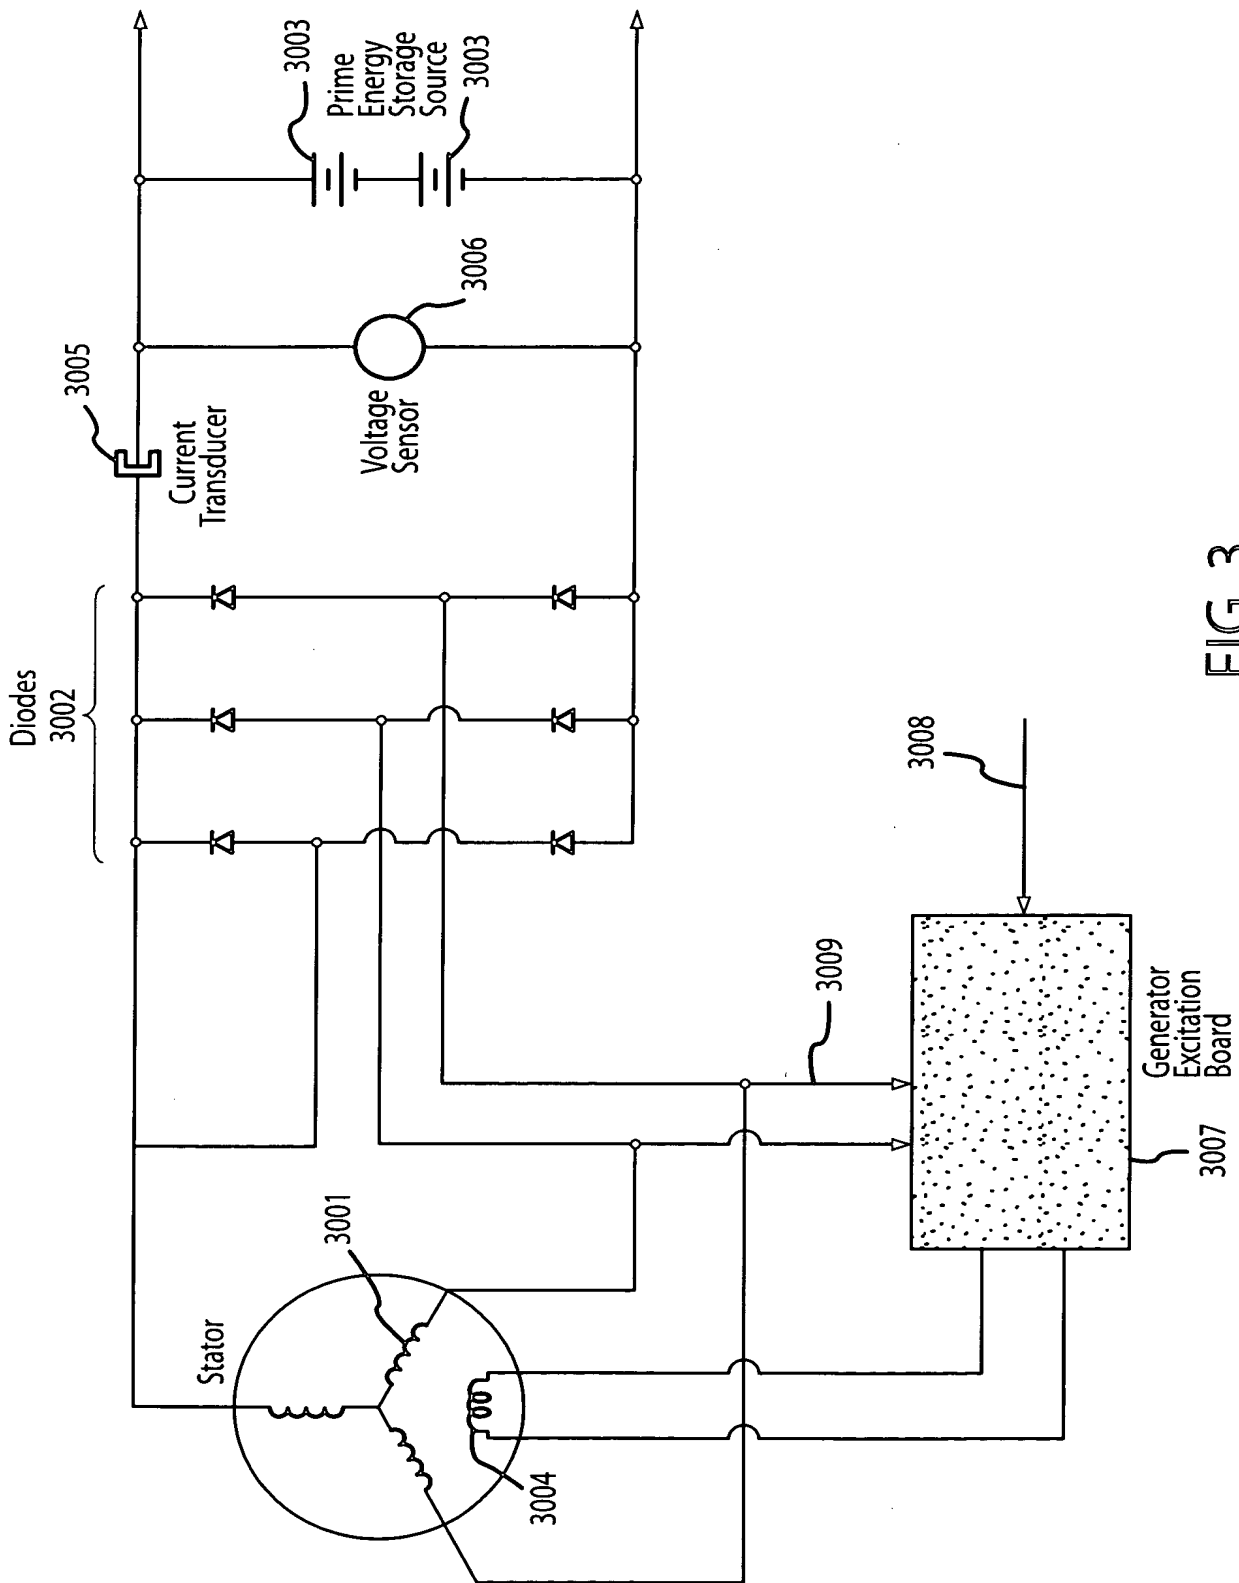 Diodes
3002
3005
Current
Transducer
3003
Prime
Energy
Storage
Source
3003
3006
Voltage
Sensor
Stator
3001
3004
3009
3008
Generator
Excitation
Board
3007
FIG. 3